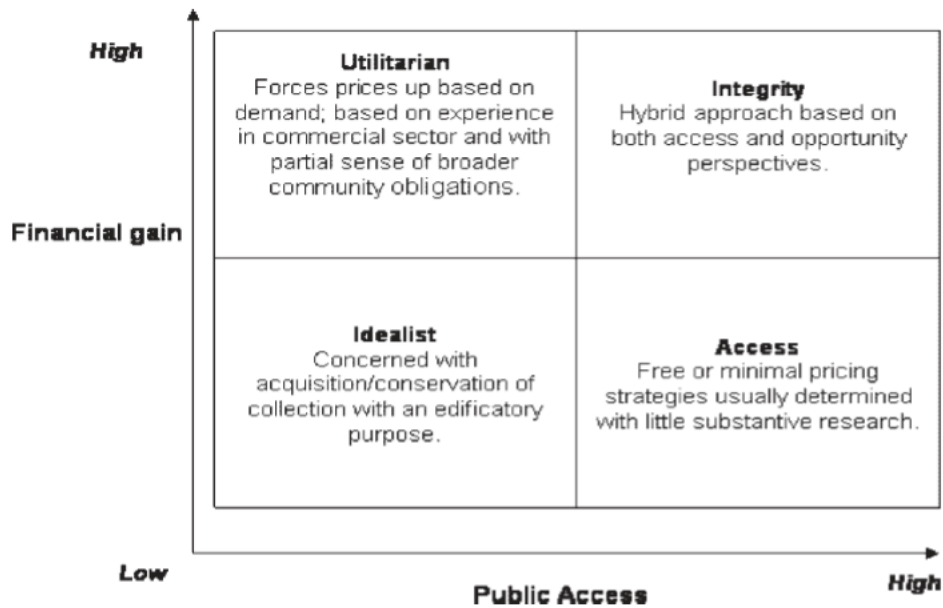 High
Utilitarian
Forces prices up based on
demand; based on experience
in commercial sector and with
partial sense of broader
community obligations.
Integrity
Hybrid approach based on
both access and opportunity
perspectives.
Financial gain
Idealist
Concerned with
acquisition/conservation of
collection with an edificatory
purpose.
Access
Free or minimal pricing
strategies usually determined
with little substantive research.
Low
Public Access
High